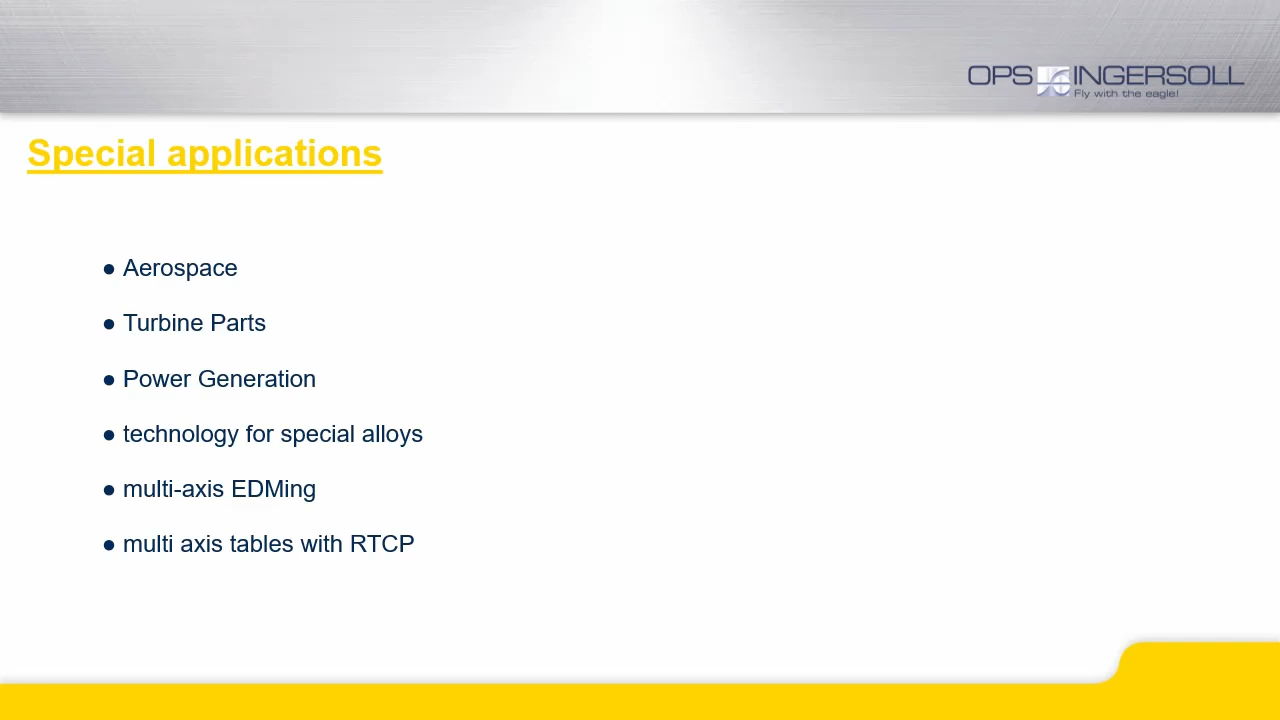 OPS INGERSOLL
Fly with the eagle!
Special applications
● Aerospace
● Turbine Parts
● Power Generation
● technology for special alloys
● multi-axis EDMing
● multi axis tables with RTCP